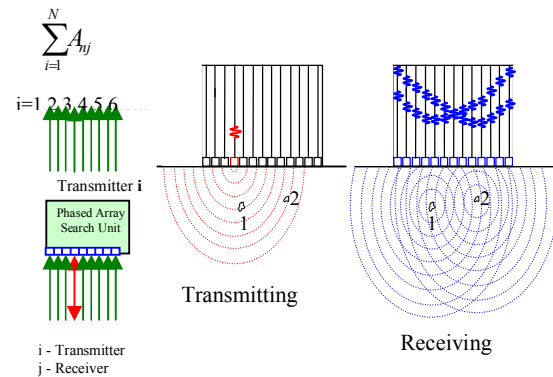 N
∑ Aₙⱼ
i=1
i=1 2 3 4 5 6
Transmitter i
Phased Array
Search Unit
i - Transmitter
j - Receiver
1
2
Transmitting
1
2
Receiving